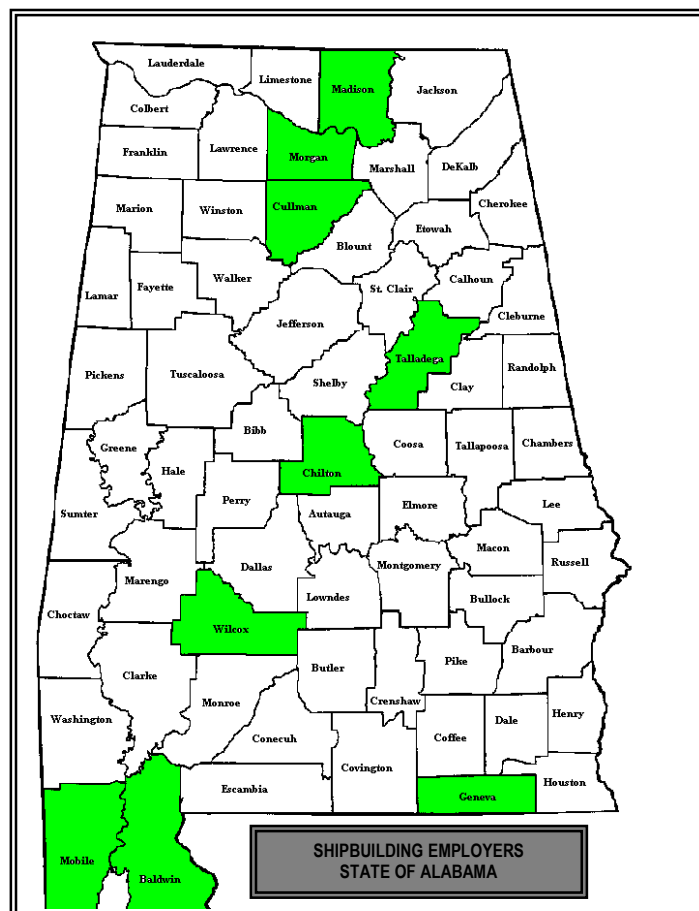 Lauderdale
Limestone
Madison
Jackson
Colbert
Lawrence
Franklin
Morgan
Marshall
DeKalb
Cherokee
Marion
Winston
Cullman
Blount
Etowah
Lamar
Fayette
Walker
St. Clair
Calhoun
Cleburne
Jefferson
Talladega
Pickens
Tuscaloosa
Shelby
Clay
Randolph
Bibb
Greene
Hale
Chilton
Coosa
Tallapoosa
Chambers
Sumter
Perry
Autauga
Elmore
Lee
Macon
Russell
Dallas
Montgomery
Marengo
Lowndes
Bullock
Choctaw
Wilcox
Barbour
Clarke
Butler
Pike
Monroe
Crenshaw
Washington
Conecuh
Coffee
Dale
Henry
Covington
Escambia
Geneva
Houston
Mobile
Baldwin
SHIPBUILDING EMPLOYERS
STATE OF ALABAMA